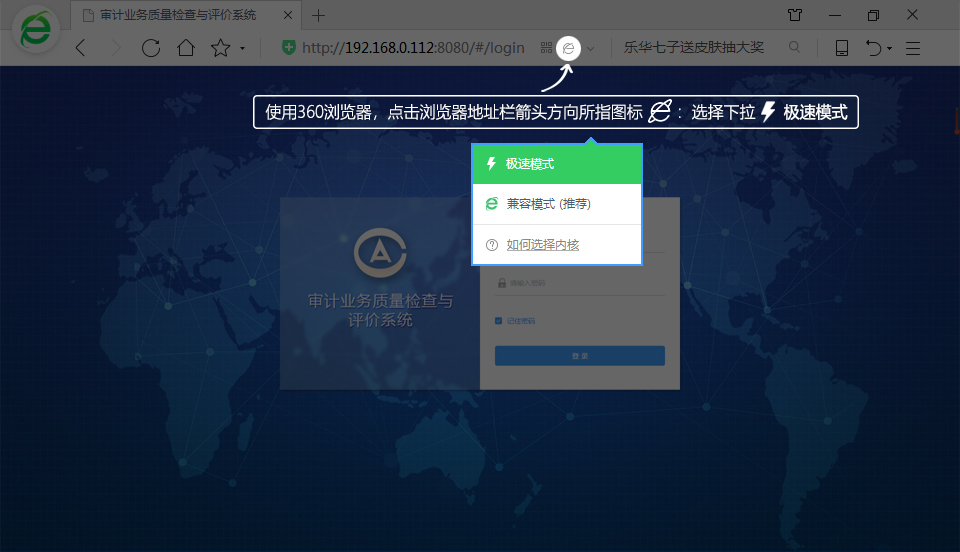 审计业务质量检查与评价系统
http://192.168.0.112:8080/#/login
乐华七子送皮肤抽大奖
使用360浏览器，点击浏览器地址栏箭头方向所指图标 ：选择下拉 极速模式
极速模式
兼容模式 (推荐)
如何选择内核
审计业务质量检查与
评价系统
请输入密码
记住密码
登 录